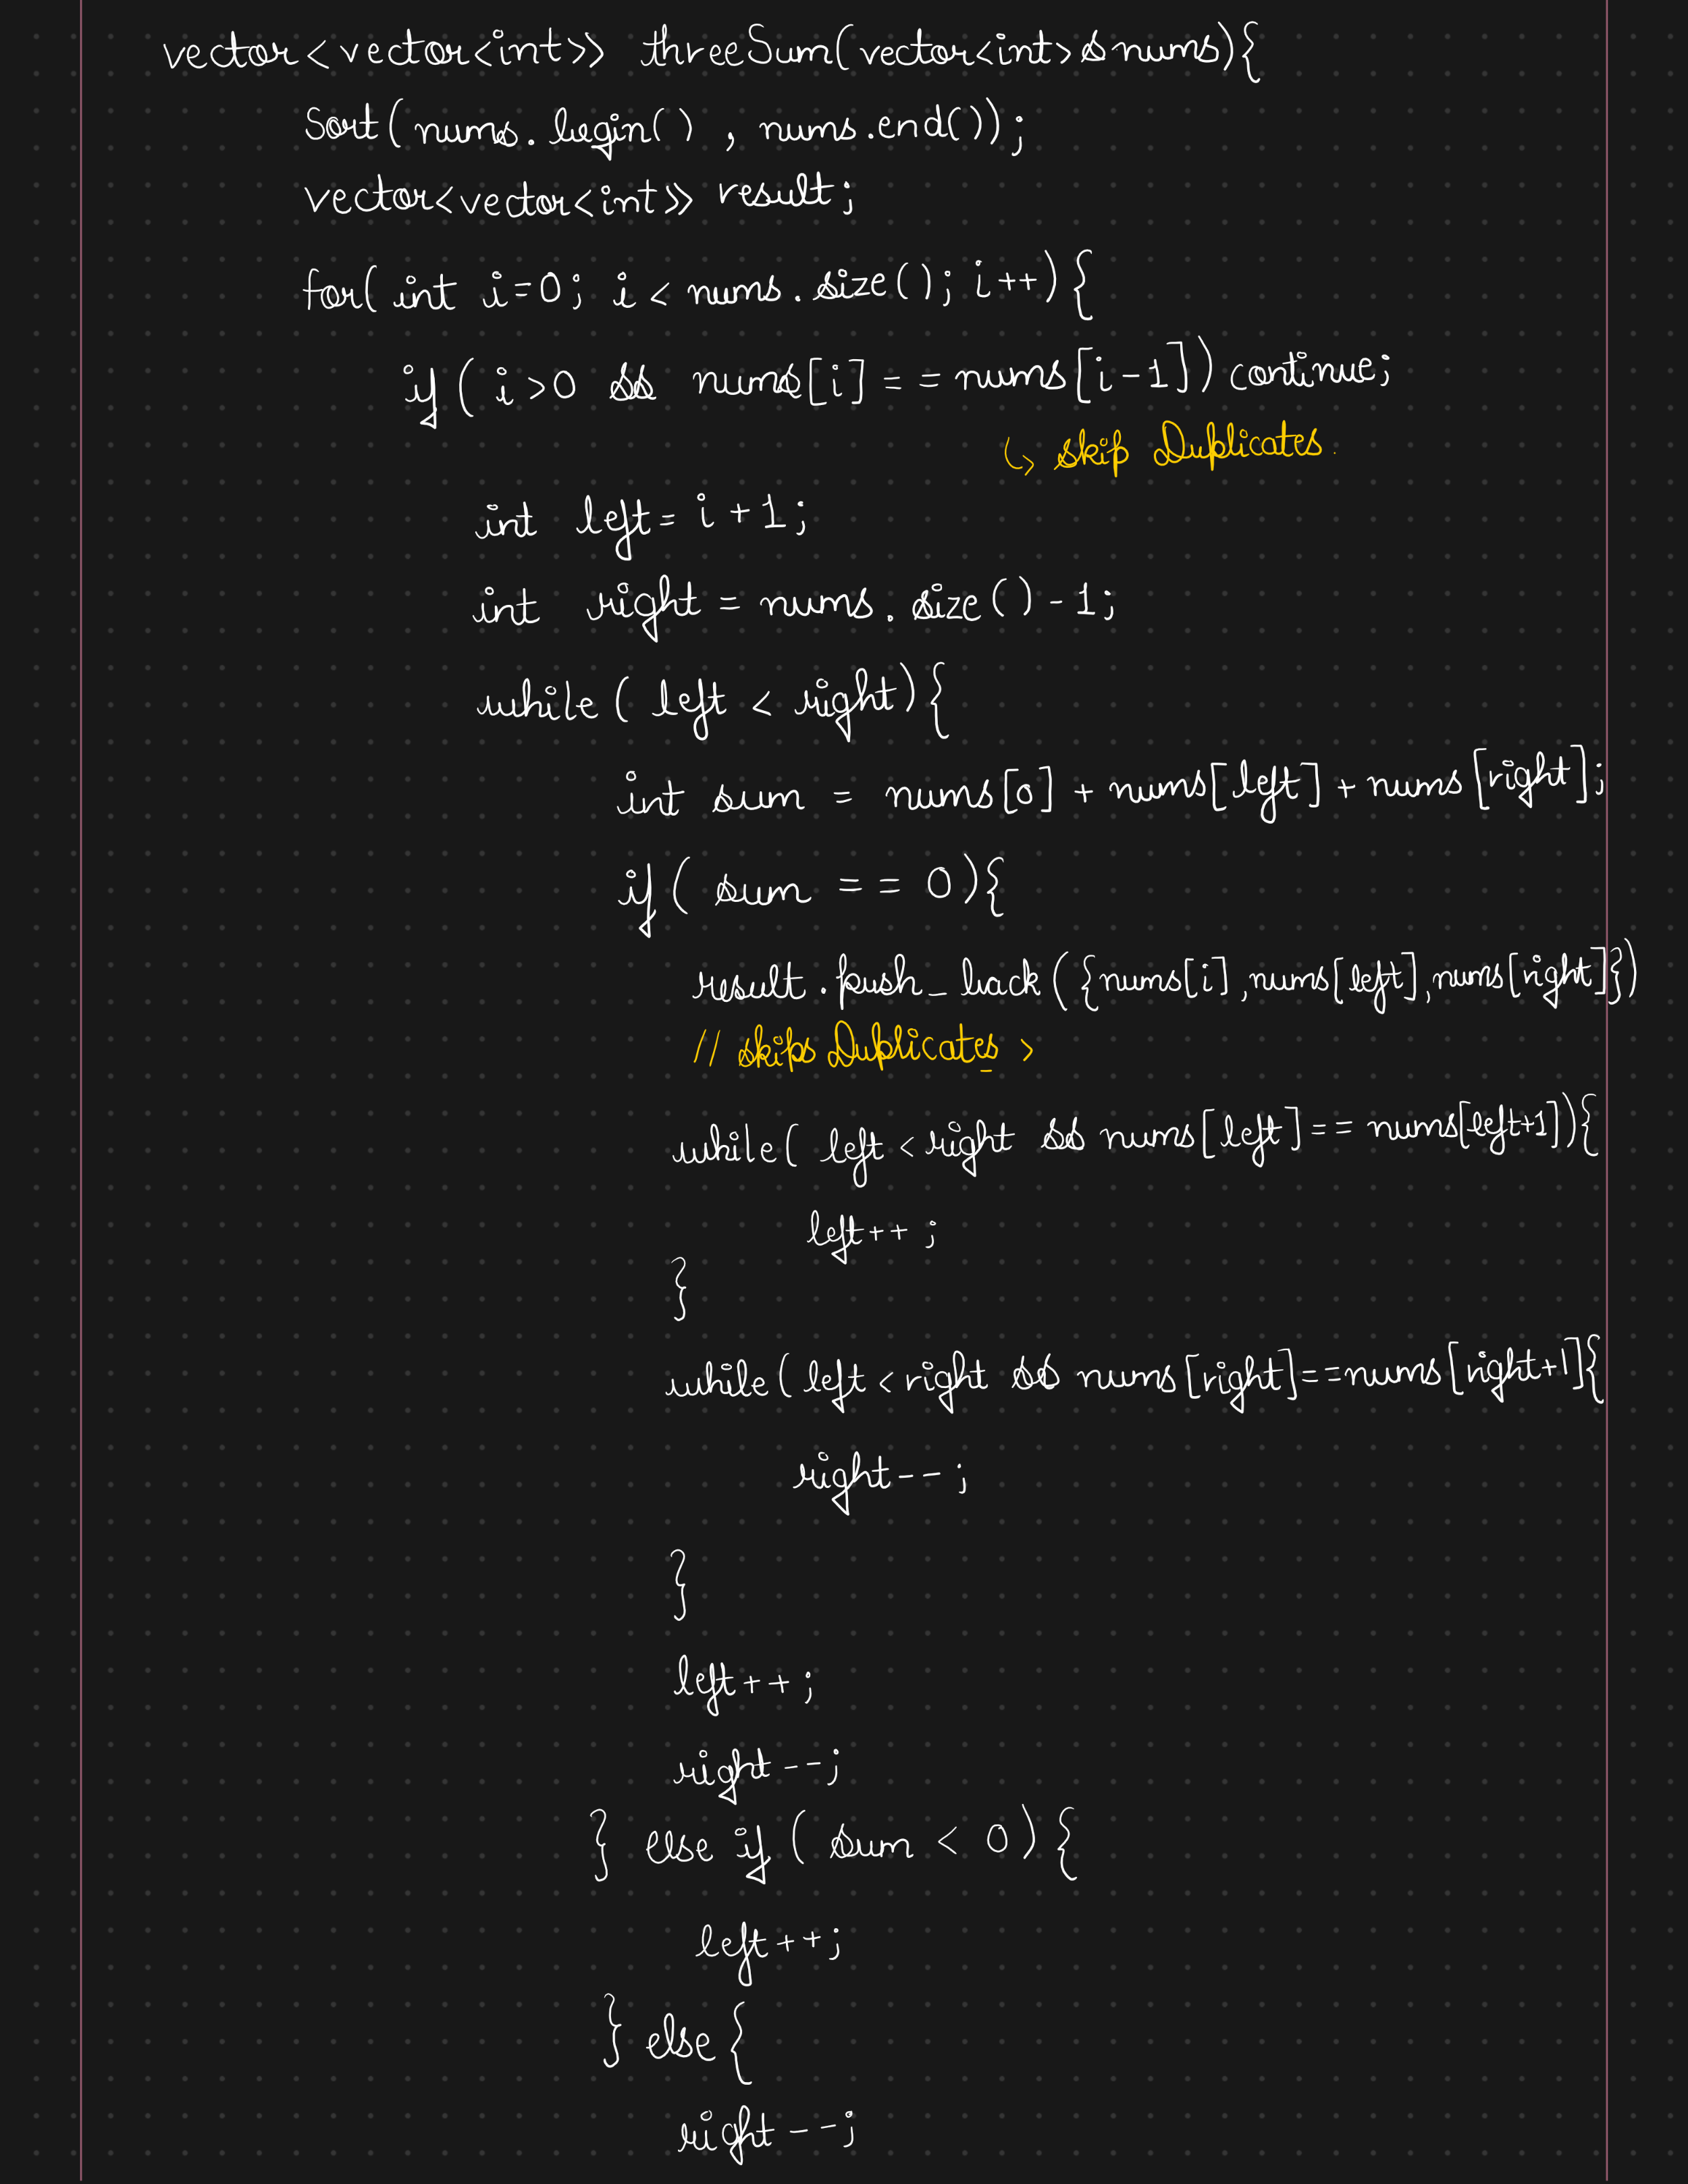 vector<vector<int>> threeSum(vector<int>& nums){
Sort(nums.begin() , nums.end());
vector<vector<int>> result;
for( int i=0; i < nums.size(); i++){
if ( i>0 && nums[i] == nums[i-1]) continue;
↳ skip Duplicates.
int left = i + 1;
int right = nums.size() - 1;
while ( left < right){
int sum = nums[0] + nums[left] + nums[right];
if ( sum == 0){
result.push_back({nums[i],nums[left],nums[right]})
// skips Duplicates >
while( left < right && nums[left] == nums[left+1]){
left++ ;
}
while (left < right && nums[right]==nums[right+1]{
right-- ;
}
left++;
right--;
} else if ( sum < 0) {
left++;
} else {
right--;